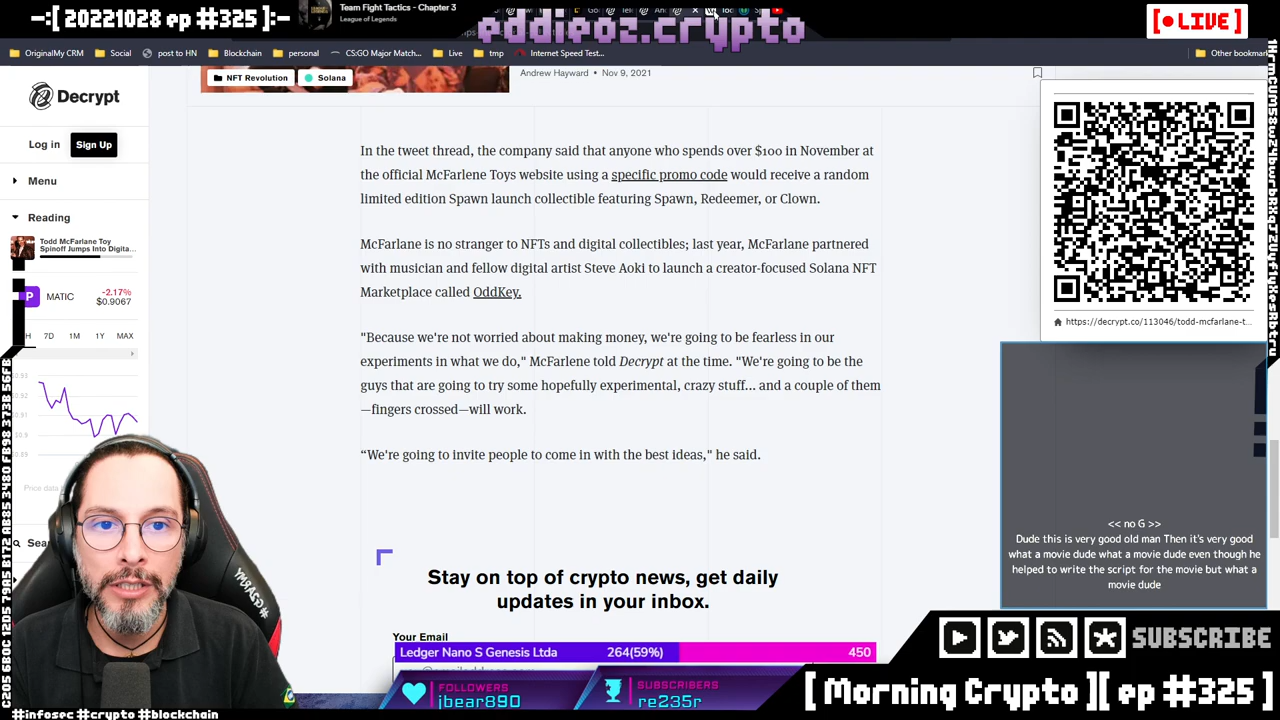 -:[ 20221028 ep #325 ]:-
Team Fight Tactics - Chapter 3
League of Legends
eddieoz.crypto
[● LIVE]
OriginalMy CRM
Social
post to HN
Blockchain
personal
CS:GO Major Match...
Live
tmp
Internet Speed Test...
Other bookmar
Decrypt
Log in
Sign Up
Menu
Reading
Todd McFarlane Toy
Spinoff Jumps Into Digita...
MATIC
-2.17%
$0.9067
H 7D 1M 1Y MAX
Price data
Sear
NFT Revolution
Solana
Andrew Hayward • Nov 9, 2021
In the tweet thread, the company said that anyone who spends over $100 in November at
the official McFarlene Toys website using a specific promo code would receive a random
limited edition Spawn launch collectible featuring Spawn, Redeemer, or Clown.
McFarlane is no stranger to NFTs and digital collectibles; last year, McFarlane partnered
with musician and fellow digital artist Steve Aoki to launch a creator-focused Solana NFT
Marketplace called OddKey.
"Because we're not worried about making money, we're going to be fearless in our
experiments in what we do," McFarlene told Decrypt at the time. "We're going to be the
guys that are going to try some hopefully experimental, crazy stuff... and a couple of them
—fingers crossed—will work.
“We're going to invite people to come in with the best ideas," he said.
Stay on top of crypto news, get daily
updates in your inbox.
Your Email
Ledger Nano S Genesis Ltda 264(59%) 450
FOLLOWERS
jbear890
SUBSCRIBERS
re235r
https://decrypt.co/113046/todd-mcfarlane-t...
<< no G >>
Dude this is very good old man Then it's very good
what a movie dude what a movie dude even though he
helped to write the script for the movie but what a
movie dude
SUBSCRIBE
[ Morning Crypto ][ ep #325 ]
#infosec #crypto #blockchain